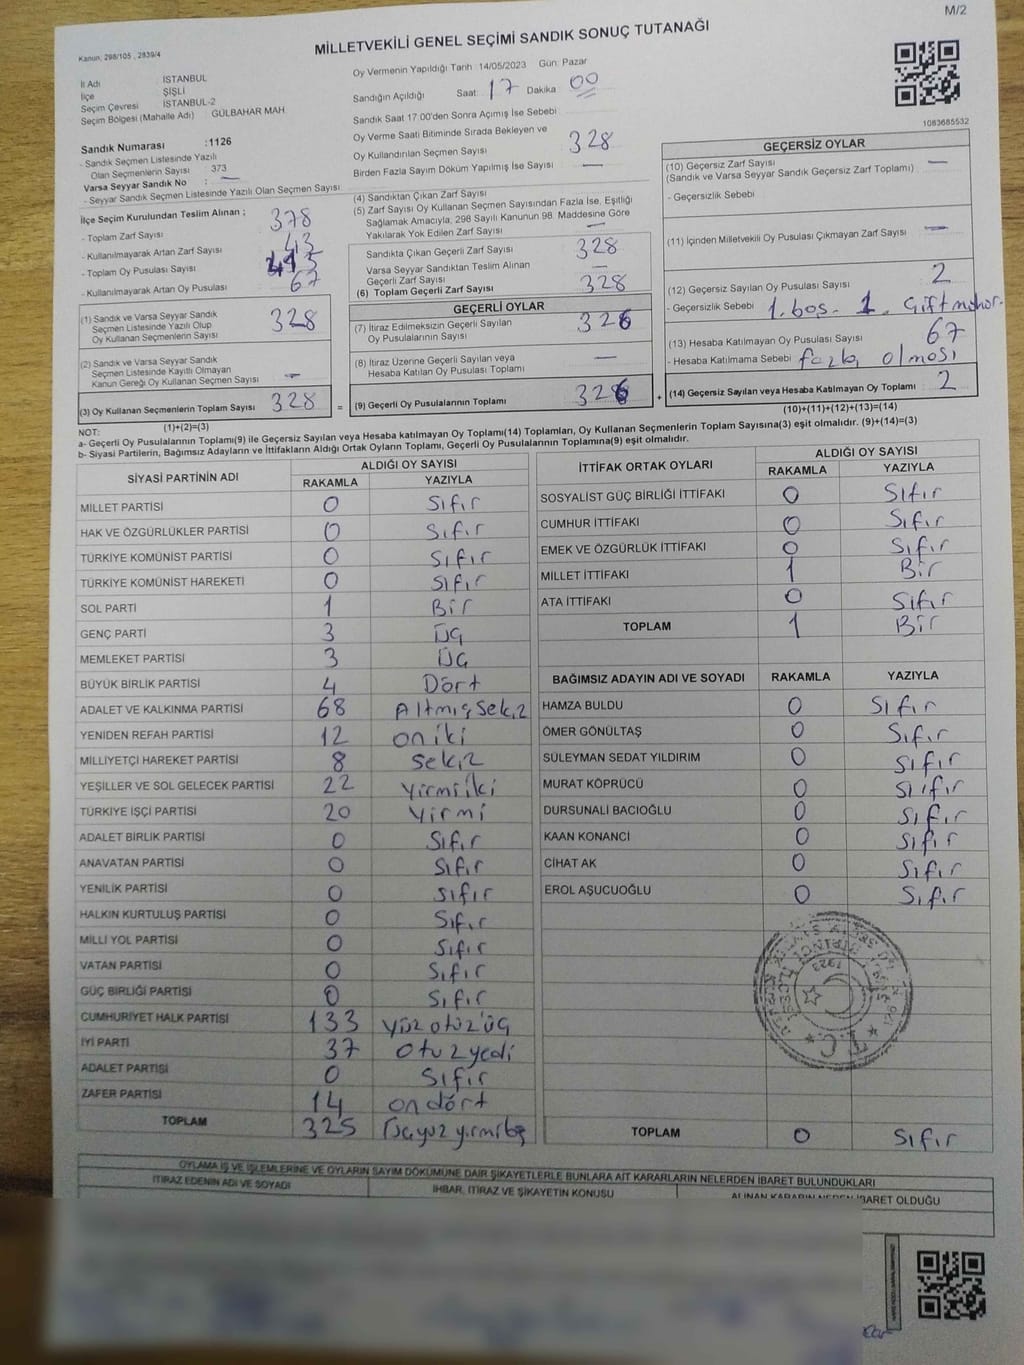 M/2
Kanun: 298/105 , 2839/4
MİLLETVEKİLİ GENEL SEÇİMİ SANDIK SONUÇ TUTANAĞI
İl Adı : İSTANBUL
İlçe : ŞİŞLİ
Seçim Çevresi : İSTANBUL-2
Seçim Bölgesi (Mahalle Adı) : GÜLBAHAR MAH
Sandık Numarası :1126
- Sandık Seçmen Listesinde Yazılı
Olan Seçmenlerin Sayısı : 373
Varsa Seyyar Sandık No : —
- Seyyar Sandık Seçmen Listesinde Yazılı Olan Seçmen Sayısı
İlçe Seçim Kurulundan Teslim Alınan ;
- Toplam Zarf Sayısı 378
- Kullanılmayarak Artan Zarf Sayısı 43
- Toplam Oy Pusulası Sayısı
- Kullanılmayarak Artan Oy Pusulası 67
(1) Sandık ve Varsa Seyyar Sandık
Seçmen Listesinde Yazılı Olup
Oy Kullanan Seçmenlerin Sayısı 328
(2) Sandık ve Varsa Seyyar Sandık
Seçmen Listesinde Kayıtlı Olmayan
Kanun Gereği Oy Kullanan Seçmen Sayısı —
(3) Oy Kullanan Seçmenlerin Toplam Sayısı 328 =
(1)+(2)=(3)
Oy Vermenin Yapıldığı Tarih : 14/05/2023 Gün: Pazar
Sandığın Açıldığı Saat: 17 Dakika 00
Sandık Saat 17:00'den Sonra Açımış İse Sebebi
Oy Verme Saati Bitiminde Sırada Bekleyen ve
Oy Kullandırılan Seçmen Sayısı 328
Birden Fazla Sayım Döküm Yapılmış İse Sayısı —
(4) Sandıktan Çıkan Zarf Sayısı
(5) Zarf Sayısı Oy Kullanan Seçmen Sayısından Fazla İse, Eşitliği
Sağlamak Amacıyla, 298 Sayılı Kanunun 98. Maddesine Göre
Yakılarak Yok Edilen Zarf Sayısı —
Sandıkta Çıkan Geçerli Zarf Sayısı 328
Varsa Seyyar Sandıktan Teslim Alınan
Geçerli Zarf Sayısı —
(6) Toplam Geçerli Zarf Sayısı 328
GEÇERLİ OYLAR
(7) İtiraz Edilmeksizin Geçerli Sayılan
Oy Pusulalarının Sayısı 326
(8) İtiraz Üzerine Geçerli Sayılan veya
Hesaba Katılan Oy Pusulası Toplamı —
(9) Geçerli Oy Pusulalarının Toplamı 326 +
1083685532
GEÇERSİZ OYLAR
(10) Geçersiz Zarf Sayısı —
(Sandık ve Varsa Seyyar Sandık Geçersiz Zarf Toplamı)
- Geçersizlik Sebebi
(11) İçinden Milletvekili Oy Pusulası Çıkmayan Zarf Sayısı —
(12) Geçersiz Sayılan Oy Pusulası Sayısı 2
- Geçersizlik Sebebi 1. boş. 1. Çift mohor.
(13) Hesaba Katılmayan Oy Pusulası Sayısı 67
- Hesaba Katılmama Sebebi fazla olması
(14) Geçersiz Sayılan veya Hesaba Katılmayan Oy Toplamı 2
(10)+(11)+(12)+(13)=(14)
NOT:
a- Geçerli Oy Pusulalarının Toplamı(9) ile Geçersiz Sayılan veya Hesaba katılmayan Oy Toplamı(14) Toplamları, Oy Kullanan Seçmenlerin Toplam Sayısına(3) eşit olmalıdır. (9)+(14)=(3)
b- Siyasi Partilerin, Bağımsız Adayların ve İttifakların Aldığı Ortak Oyların Toplamı, Geçerli Oy Pusulalarının Toplamına(9) eşit olmalıdır.
SİYASİ PARTİNİN ADI ALDIĞI OY SAYISI
RAKAMLA YAZIYLA
MİLLET PARTİSİ 0 Sıfır
HAK VE ÖZGÜRLÜKLER PARTİSİ 0 Sıfır
TÜRKİYE KOMÜNİST PARTİSİ 0 Sıfır
TÜRKİYE KOMÜNİST HAREKETİ 0 Sıfır
SOL PARTİ 1 Bir
GENÇ PARTİ 3 Üç
MEMLEKET PARTİSİ 3 Üç
BÜYÜK BİRLİK PARTİSİ 4 Dört
ADALET VE KALKINMA PARTİSİ 68 Altmış sekiz
YENİDEN REFAH PARTİSİ 12 on iki
MİLLİYETÇİ HAREKET PARTİSİ 8 sekiz
YEŞİLLER VE SOL GELECEK PARTİSİ 22 Yirmi iki
TÜRKİYE İŞÇİ PARTİSİ 20 Yirmi
ADALET BİRLİK PARTİSİ 0 Sıfır
ANAVATAN PARTİSİ 0 Sıfır
YENİLİK PARTİSİ 0 Sıfır
HALKIN KURTULUŞ PARTİSİ 0 Sıfır
MİLLİ YOL PARTİSİ 0 Sıfır
VATAN PARTİSİ 0 Sıfır
GÜÇ BİRLİĞİ PARTİSİ 0 Sıfır
CUMHURİYET HALK PARTİSİ 133 yüz otuz üç
İYİ PARTİ 37 Otuz yedi
ADALET PARTİSİ 0 Sıfır
ZAFER PARTİSİ 14 on dört
TOPLAM 325 Üçyüz yirmi beş
İTTİFAK ORTAK OYLARI ALDIĞI OY SAYISI
RAKAMLA YAZIYLA
SOSYALİST GÜÇ BİRLİĞİ İTTİFAKI 0 Sıfır
CUMHUR İTTİFAKI 0 Sıfır
EMEK VE ÖZGÜRLÜK İTTİFAKI 0 Sıfır
MİLLET İTTİFAKI 1 Bir
ATA İTTİFAKI 0 Sıfır
TOPLAM 1 Bir
BAĞIMSIZ ADAYIN ADI VE SOYADI RAKAMLA YAZIYLA
HAMZA BULDU 0 Sıfır
ÖMER GÖNÜLTAŞ 0 Sıfır
SÜLEYMAN SEDAT YILDIRIM 0 Sıfır
MURAT KÖPRÜCÜ 0 Sıfır
DURSUNALİ BACIOĞLU 0 Sıfır
KAAN KONANCI 0 Sıfır
CİHAT AK 0 Sıfır
EROL AŞUCUOĞLU 0 Sıfır
T.C.
1923
TOPLAM 0 Sıfır
OYLAMA İŞ VE İŞLEMLERİNE VE OYLARIN SAYIM DÖKÜMÜNE DAİR ŞİKAYETLERLE BUNLARA AİT KARARLARIN NELERDEN İBARET BULUNDUKLARI
İTİRAZ EDENİN ADI VE SOYADI İHBAR, İTİRAZ VE ŞİKAYETİN KONUSU ALINAN KARARIN NEDEN İBARET OLDUĞU